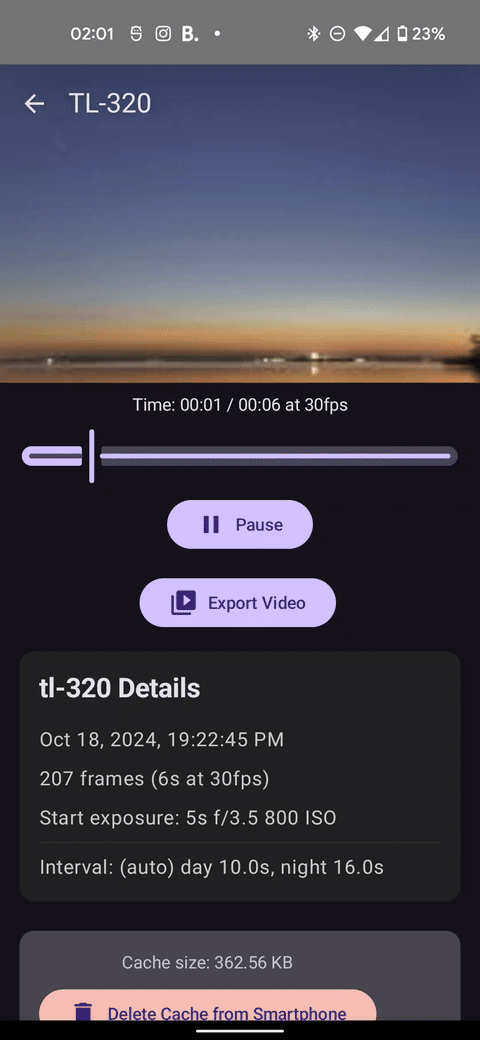 02:01 B. 23%
TL-320
Time: 00:01 / 00:06 at 30fps
Pause
Export Video
tl-320 Details
Oct 18, 2024, 19:22:45 PM
207 frames (6s at 30fps)
Start exposure: 5s f/3.5 800 ISO
Interval: (auto) day 10.0s, night 16.0s
Cache size: 362.56 KB
Delete Cache from Smartphone